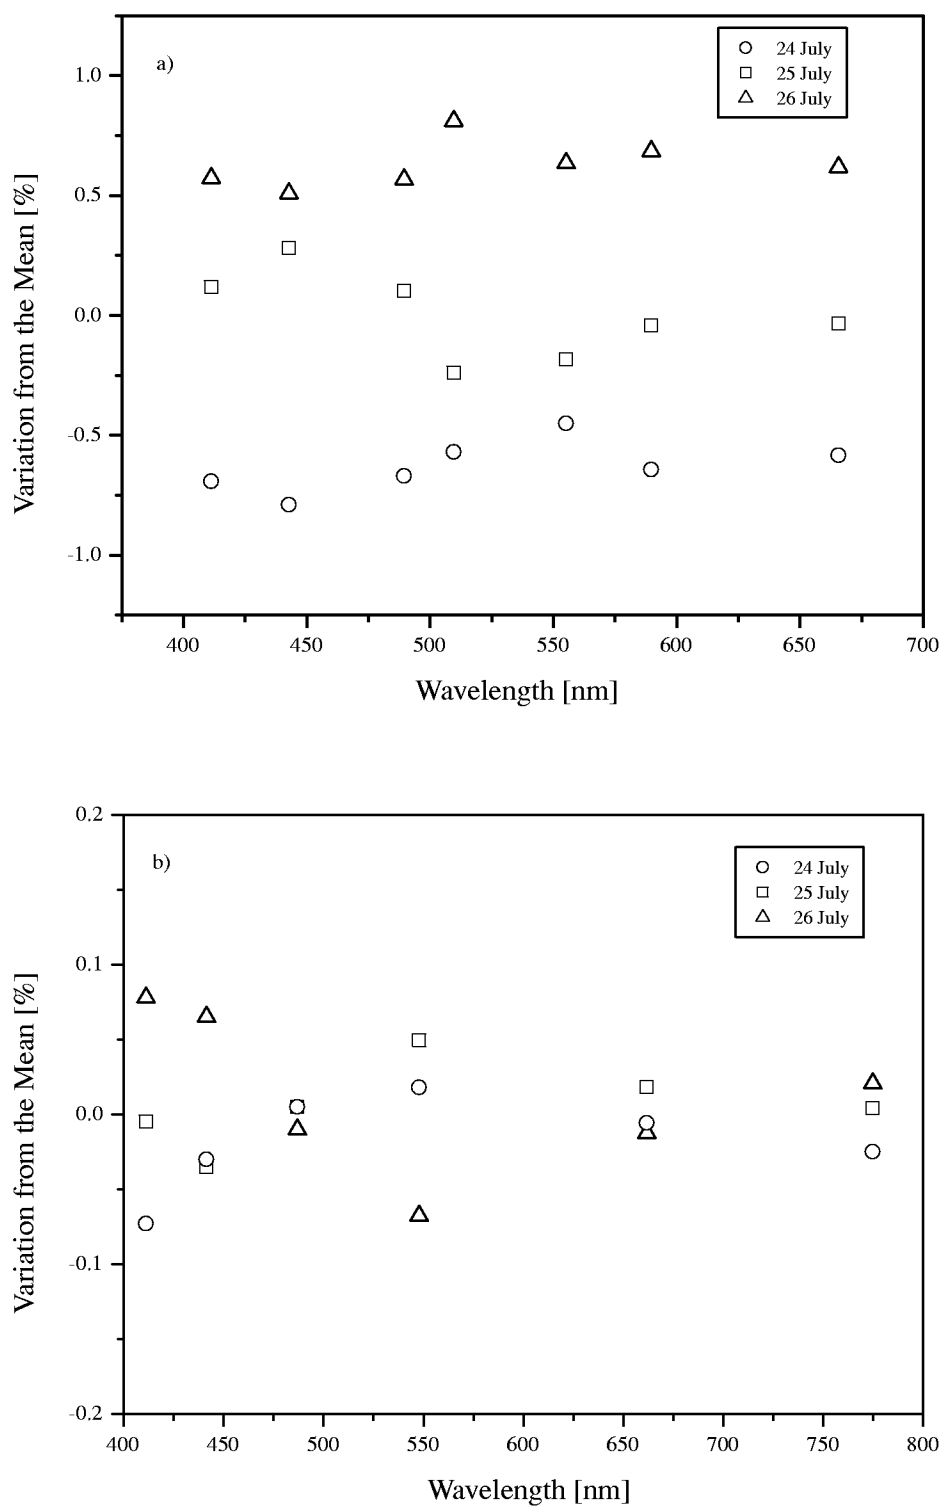 a)
24 July
25 July
26 July
1.0
0.5
0.0
-0.5
-1.0
Variation from the Mean [%]
400 450 500 550 600 650 700
Wavelength [nm]
b)
24 July
25 July
26 July
0.2
0.1
0.0
-0.1
-0.2
Variation from the Mean [%]
400 450 500 550 600 650 700 750 800
Wavelength [nm]